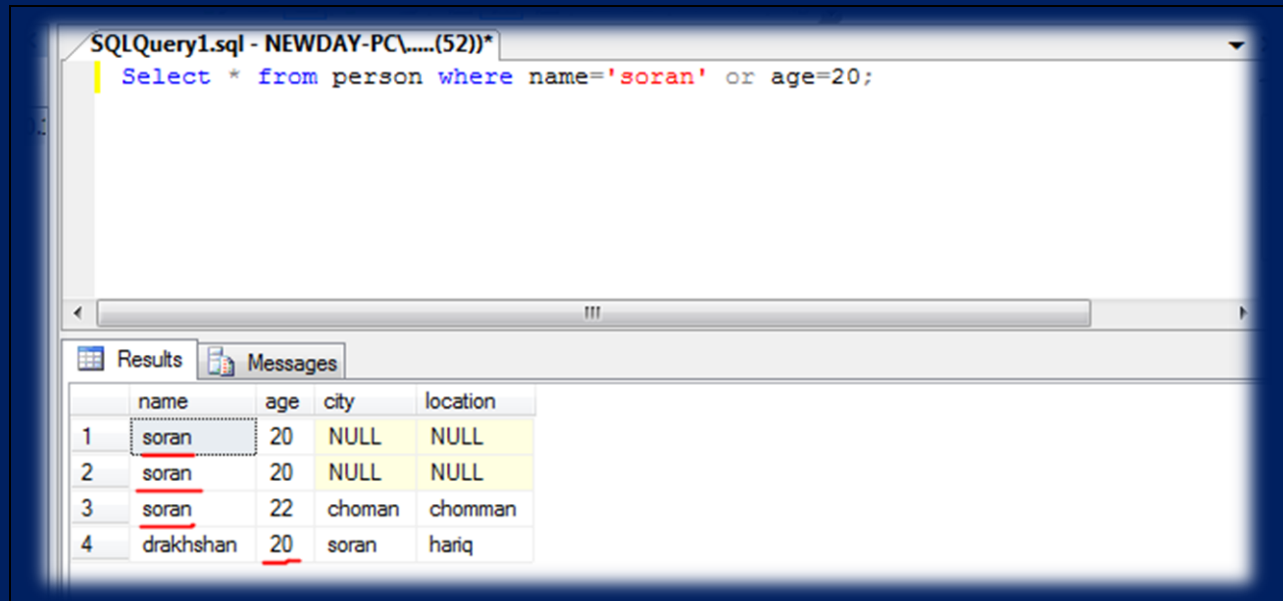 SQLQuery1.sql - NEWDAY-PC\.....(52))*
Select * from person where name='soran' or age=20;
Results Messages
name age city location
1 soran 20 NULL NULL
2 soran 20 NULL NULL
3 soran 22 choman chomman
4 drakhshan 20 soran hariq